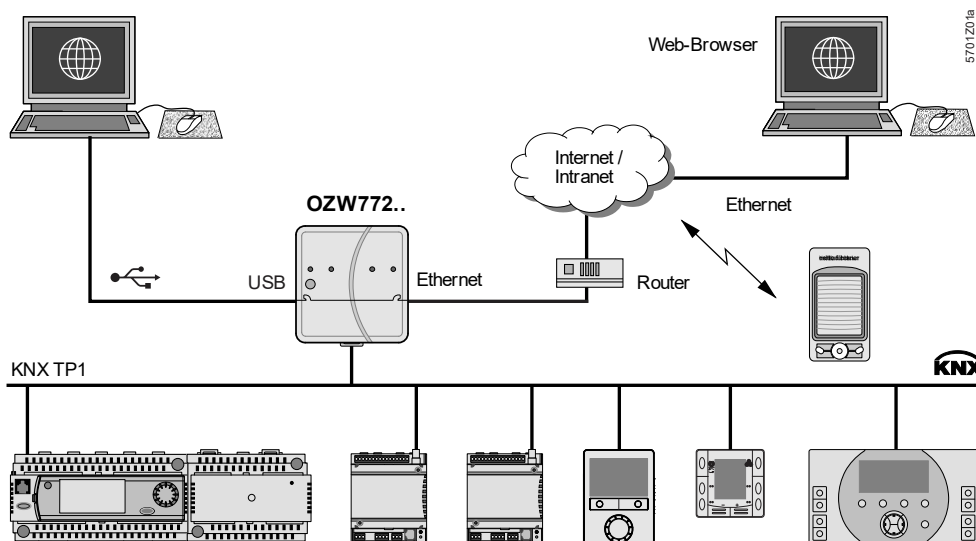 5701Z01a
Web-Browser
Internet /
Intranet
OZW772..
Ethernet
USB
Ethernet
Router
KNX TP1
KNX